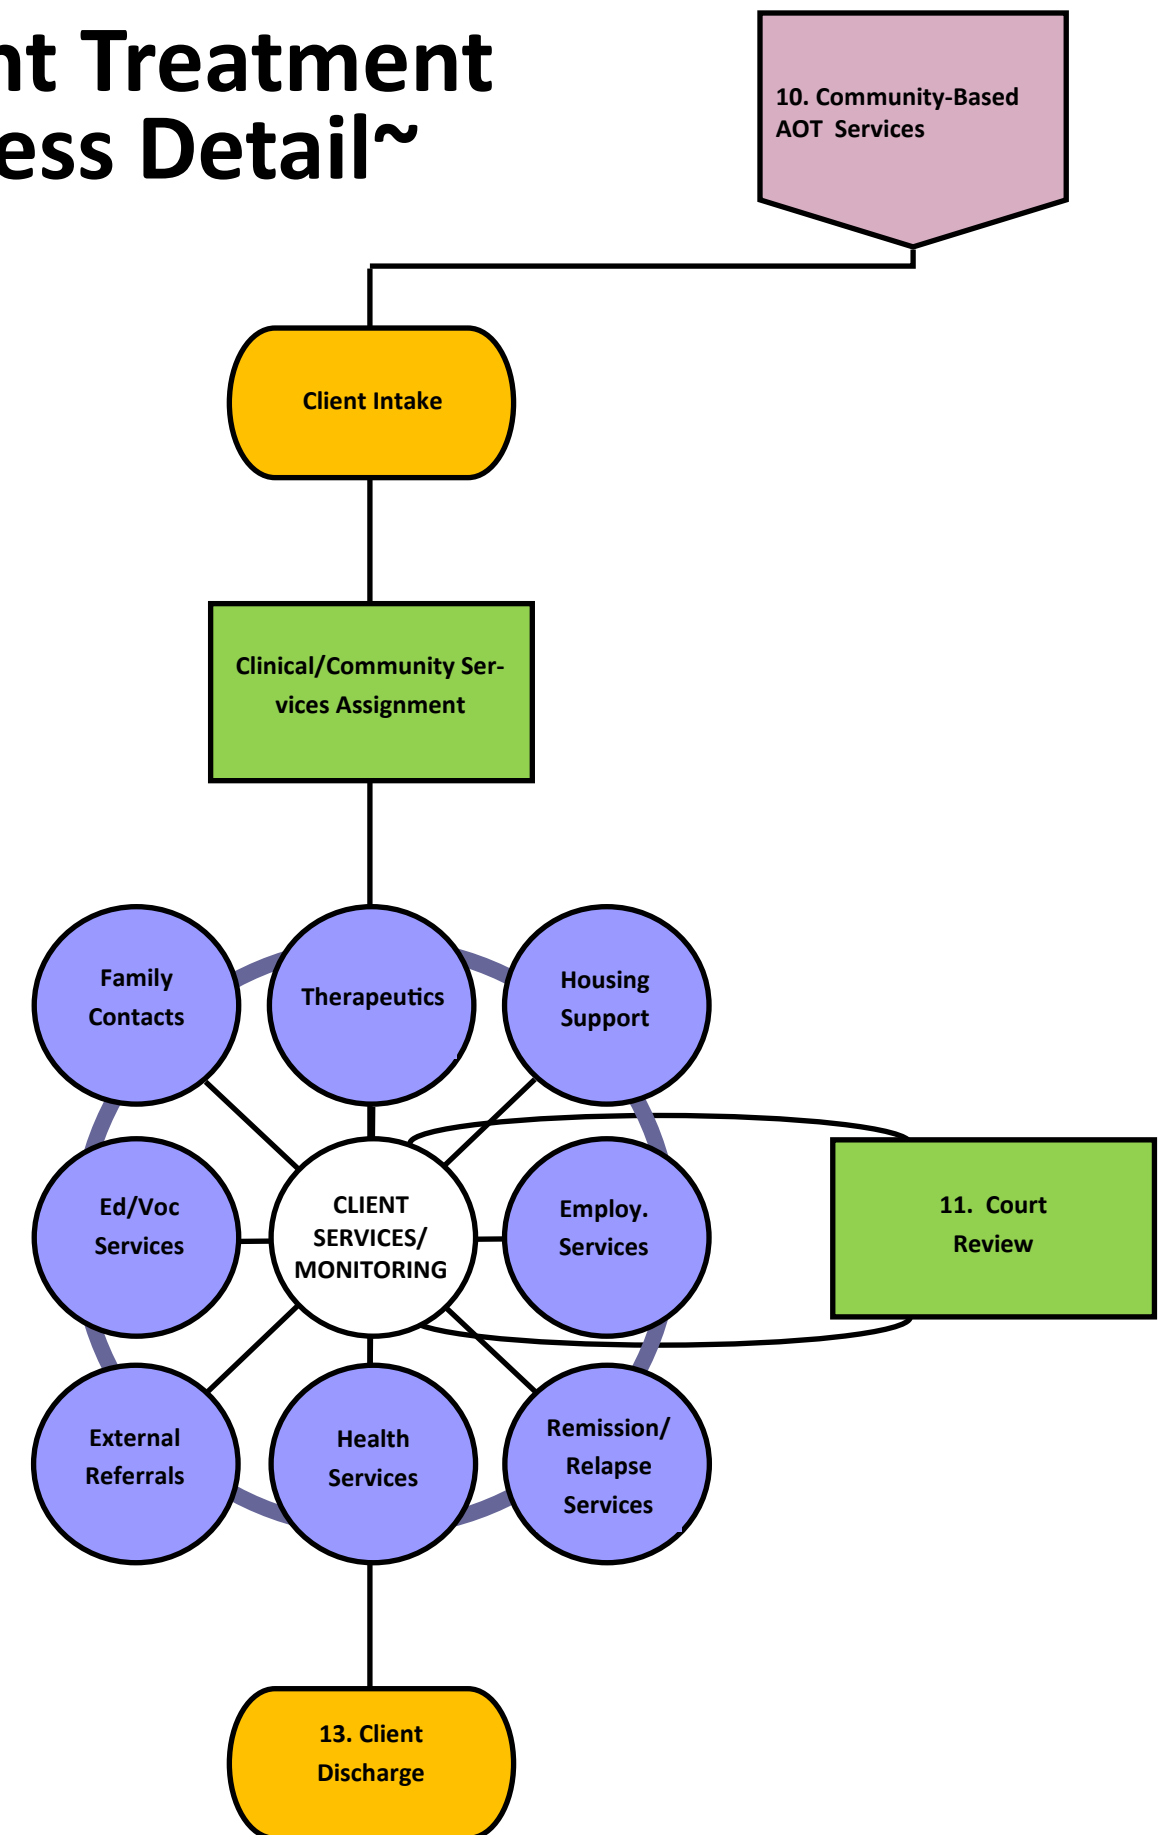 nt Treatment
ess Detail~
10. Community-Based
AOT Services
Client Intake
Clinical/Community Ser-
vices Assignment
Family
Contacts
Therapeutics
Housing
Support
Ed/Voc
Services
CLIENT
SERVICES/
MONITORING
Employ.
Services
11. Court
Review
External
Referrals
Health
Services
Remission/
Relapse
Services
13. Client
Discharge